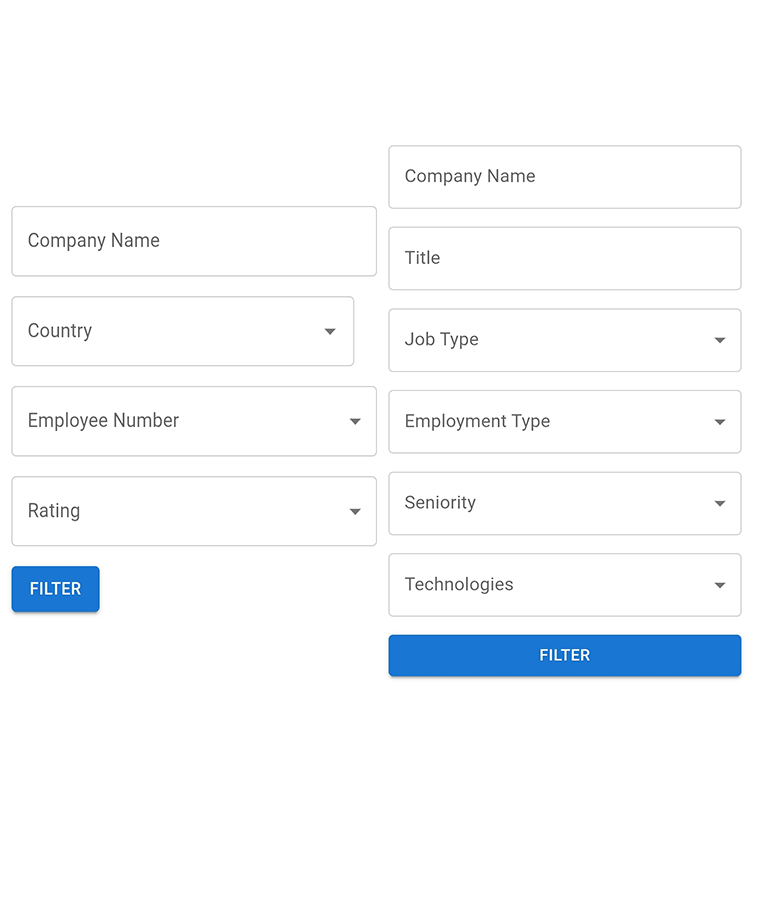 Company Name
Country
Employee Number
Rating
FILTER
Company Name
Title
Job Type
Employment Type
Seniority
Technologies
FILTER